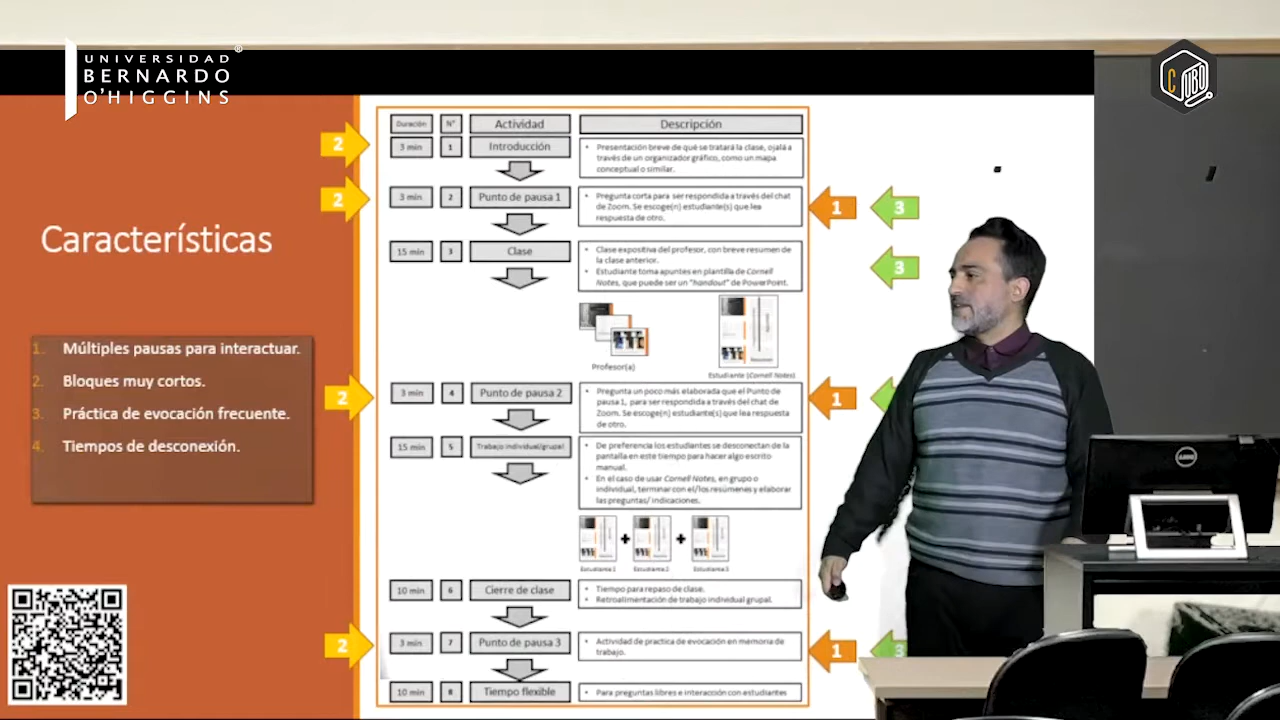 UNIVERSIDAD
BERNARDO
O'HIGGINS
®
CUBO
Características
1. Múltiples pausas para interactuar.
2. Bloques muy cortos.
3. Práctica de evocación frecuente.
4. Tiempos de desconexión.
Duración N° Actividad Descripción
2
3 min 1 Introducción
• Presentación breve de qué se tratará la clase, ojalá a
través de un organizador gráfico, como un mapa
conceptual o similar.
2
3 min 2 Punto de pausa 1
• Pregunta corta para ser respondida a través del chat
de Zoom. Se escoge(n) estudiante(s) que lea
respuesta de otro.
1 3
15 min 3 Clase
• Clase expositiva del profesor, con breve resumen de
la clase anterior.
• Estudiante toma apuntes en plantilla de Cornell
Notes, que puede ser un "handout" de PowerPoint.
3
Profesor(a)
Estudiante (Cornell Notes)
2
3 min 4 Punto de pausa 2
• Pregunta un poco más elaborada que el Punto de
pausa 1, para ser respondida a través del chat de
Zoom. Se escoge(n) estudiante(s) que lea respuesta
de otro.
1
15 min 5 Trabajo individual/grupal
• De preferencia los estudiantes se desconectan de la
pantalla en este tiempo para hacer algo escrito
manual.
• En el caso de usar Cornell Notes, en grupo o
individual, terminar con el/los resúmenes y elaborar
las preguntas/ indicaciones.
Estudiante 1 + Estudiante 2 + Estudiante 3
10 min 6 Cierre de clase
• Tiempo para repaso de clase.
• Retroalimentación de trabajo individual grupal.
2
3 min 7 Punto de pausa 3
• Actividad de practica de evocación en memoria de
trabajo.
1 3
10 min 8 Tiempo flexible
• Para preguntas libres e interacción con estudiantes
DELL